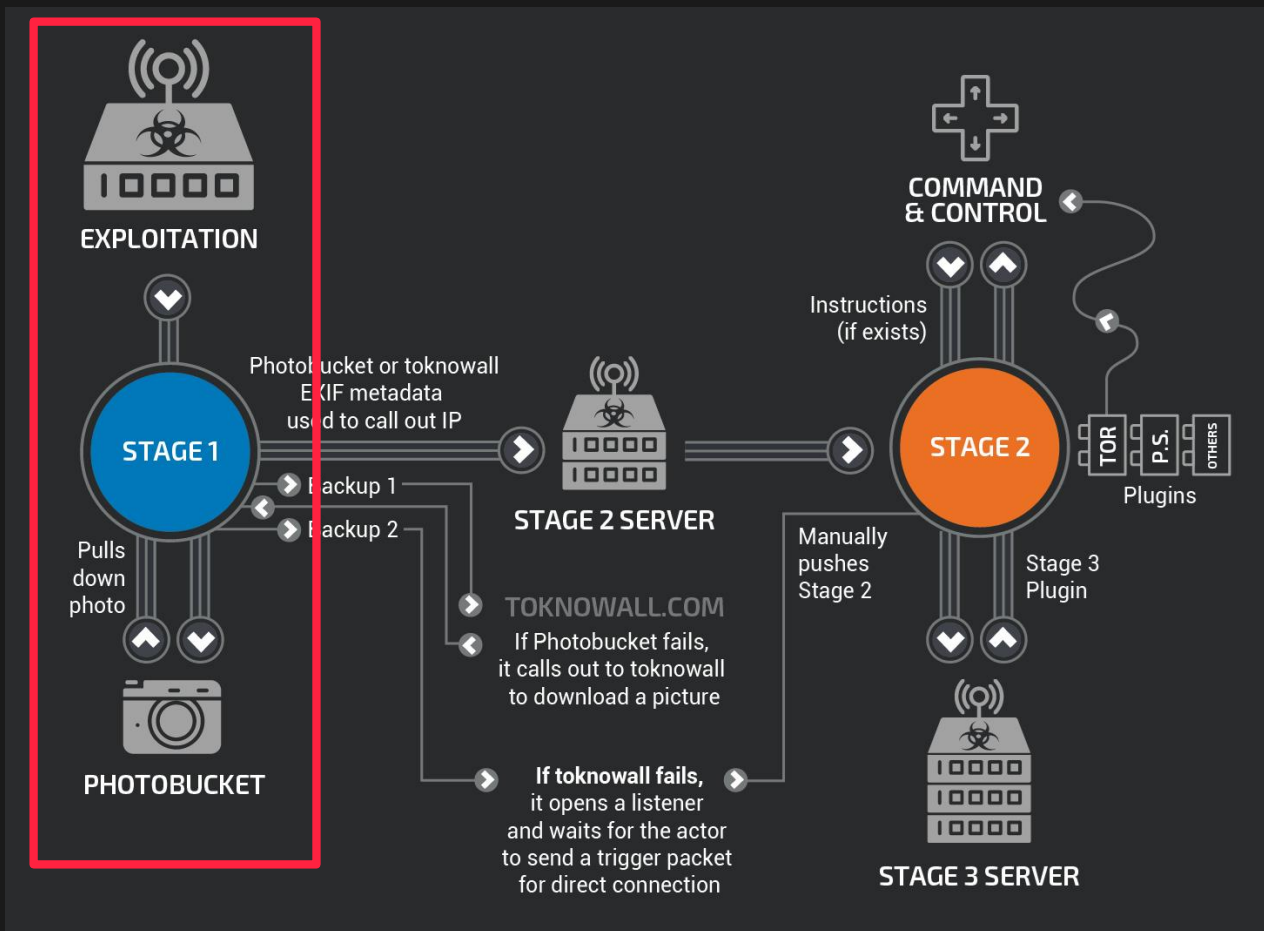 EXPLOITATION
STAGE 1
Pulls
down
photo
PHOTOBUCKET
Photobucket or toknowall
EXIF metadata
used to call out IP
Backup 1
Backup 2
STAGE 2 SERVER
TOKNOWALL.COM
If Photobucket fails,
it calls out to toknowall
to download a picture
If toknowall fails,
it opens a listener
and waits for the actor
to send a trigger packet
for direct connection
COMMAND
& CONTROL
Instructions
(if exists)
STAGE 2
TOR
P.S.
OTHERS
Plugins
Manually
pushes
Stage 2
Stage 3
Plugin
STAGE 3 SERVER